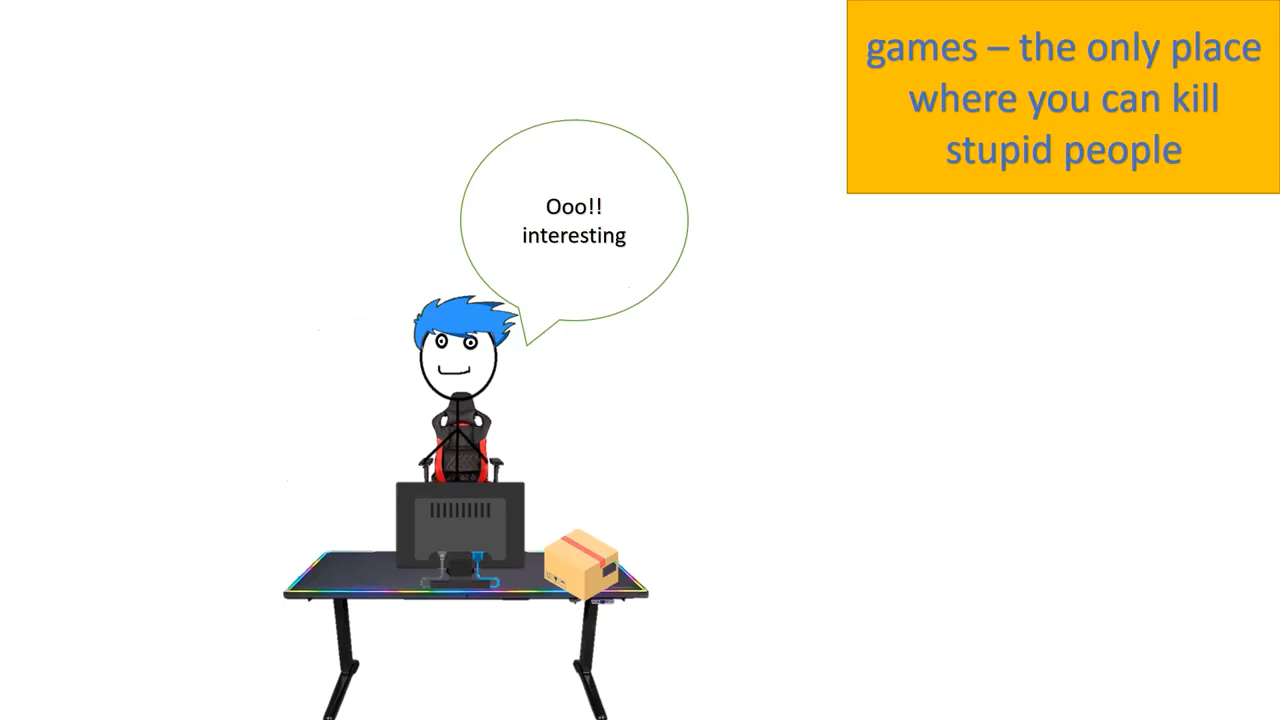 games – the only place
where you can kill
stupid people
Ooo!!
interesting